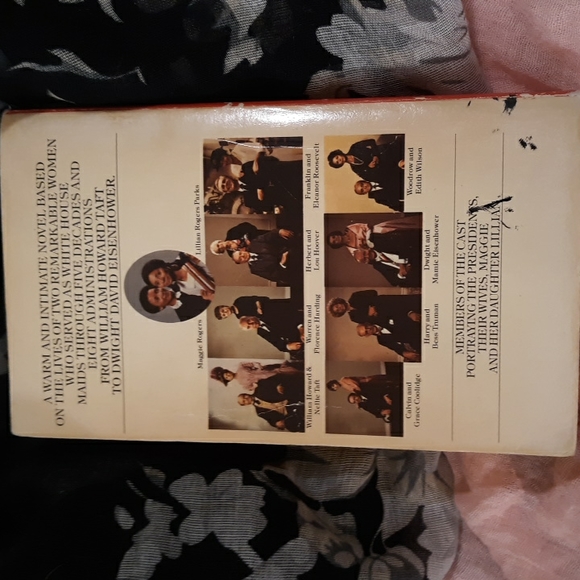 A WARM AND INTIMATE NOVEL BASED
ON THE LIVES OF TWO REMARKABLE WOMEN
WHO SERVED AS WHITE HOUSE
MAIDS THROUGH FIVE DECADES AND
EIGHT ADMINISTRATIONS
FROM WILLIAM HOWARD TAFT
TO DWIGHT DAVID EISENHOWER.
Maggie Rogers
Lillian Rogers Parks
William Howard &
Nellie Taft
Warren and
Florence Harding
Herbert and
Lou Hoover
Franklin and
Eleanor Roosevelt
Calvin and
Grace Coolidge
Harry and
Bess Truman
Dwight and
Mamie Eisenhower
Woodrow and
Edith Wilson
MEMBERS OF THE CAST
PORTRAYING THE PRESIDENTS,
THEIR WIVES, MAGGIE
AND HER DAUGHTER